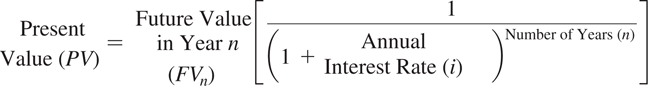 Present Value (PV) = Future Value in Year n (FVₙ) [ 1 / ( 1 + Annual Interest Rate (i) )^Number of Years (n) ]